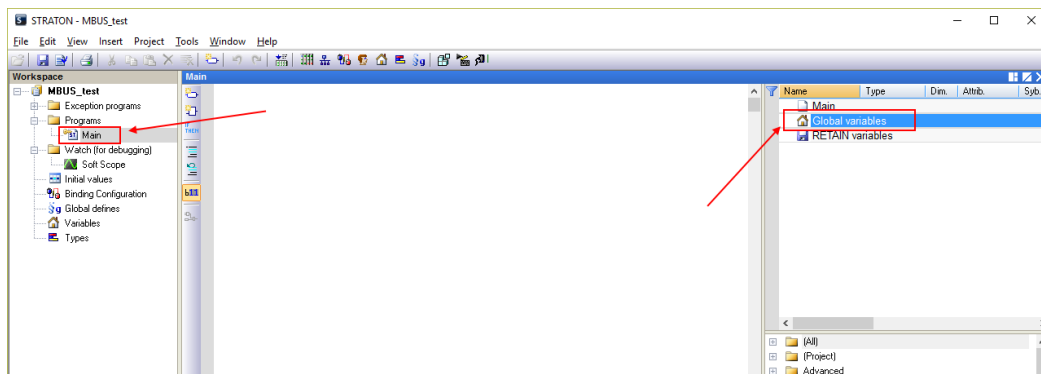 STRATON - MBUS_test
File Edit View Insert Project Tools Window Help
Workspace
MBUS_test
Exception programs
Programs
Main
Watch (for debugging)
Soft Scope
Initial values
Binding Configuration
Global defines
Variables
Types
Main
Name Type Dim. Attrib. Syb.
Main
Global variables
RETAIN variables
(All)
(Project)
Advanced